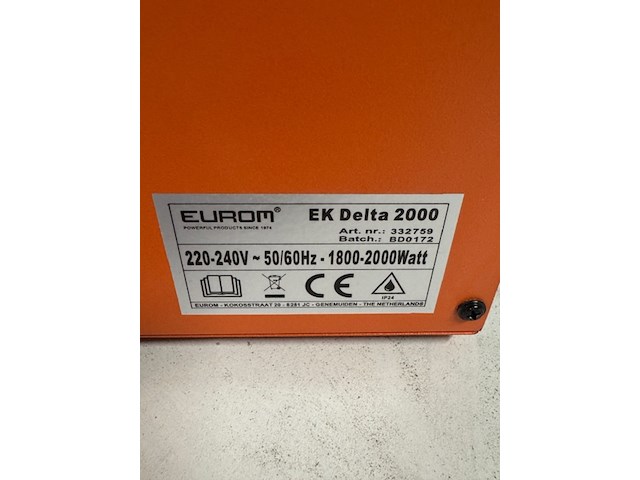 EUROM® EK Delta 2000
POWERFUL PRODUCTS SINCE 1974
Art. nr.: 332759
Batch.: BD0172
220-240V ~ 50/60Hz - 1800-2000Watt
CE
IP24
EUROM - KOKOSSTRAAT 20 - 8281 JC - GENEMUIDEN - THE NETHERLANDS